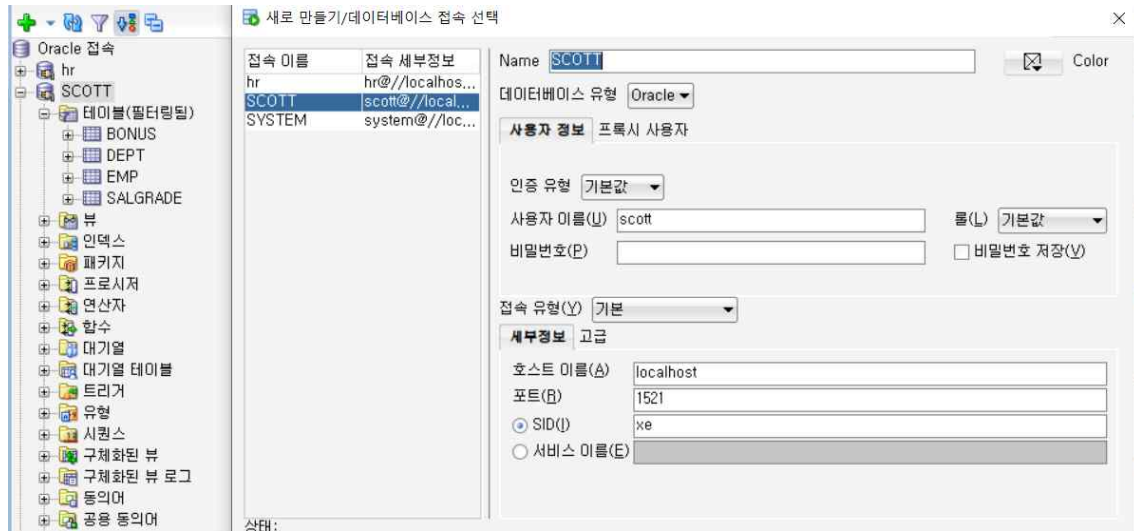 Oracle 접속
hr
SCOTT
테이블(필터링됨)
BONUS
DEPT
EMP
SALGRADE
뷰
인덱스
패키지
프로시저
연산자
함수
대기열
대기열 테이블
트리거
유형
시퀀스
구체화된 뷰
구체화된 뷰 로그
동의어
공용 동의어
새로 만들기/데이터베이스 접속 선택
접속 이름 접속 세부정보
hr hr@//localhos...
SCOTT scott@//local...
SYSTEM system@//loc...
상태:
Name SCOTT Color
데이터베이스 유형 Oracle
사용자 정보 프록시 사용자
인증 유형 기본값
사용자 이름(U) scott 롤(L) 기본값
비밀번호(P) 비밀번호 저장(V)
접속 유형(Y) 기본
세부정보 고급
호스트 이름(A) localhost
포트(R) 1521
SID(I) xe
서비스 이름(E)